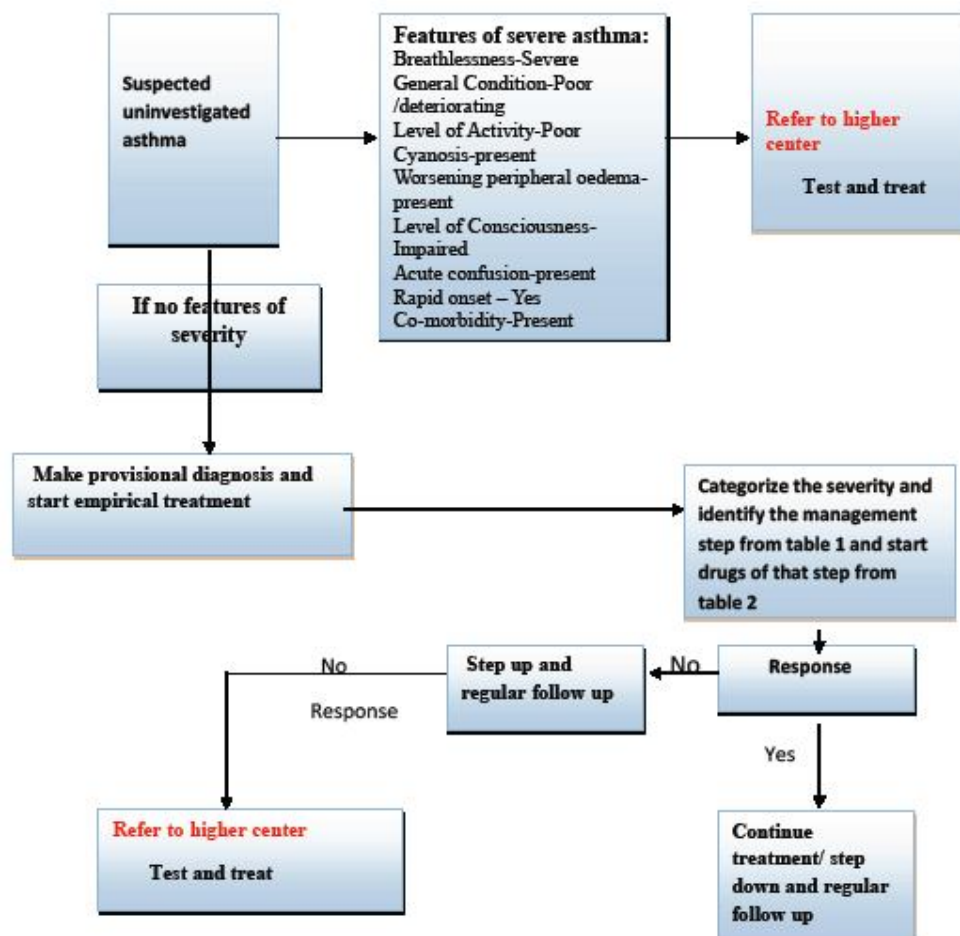 Suspected
uninvestigated
asthma
Features of severe asthma:
Breathlessness-Severe
General Condition-Poor
/deteriorating
Level of Activity-Poor
Cyanosis-present
Worsening peripheral oedema-
present
Level of Consciousness-
Impaired
Acute confusion-present
Rapid onset – Yes
Co-morbidity-Present
Refer to higher
center
Test and treat
If no features of
severity
Make provisional diagnosis and
start empirical treatment
Categorize the severity and
identify the management
step from table 1 and start
drugs of that step from
table 2
Response
No
Step up and
regular follow up
No
Response
Yes
Refer to higher center
Test and treat
Continue
treatment/ step
down and regular
follow up